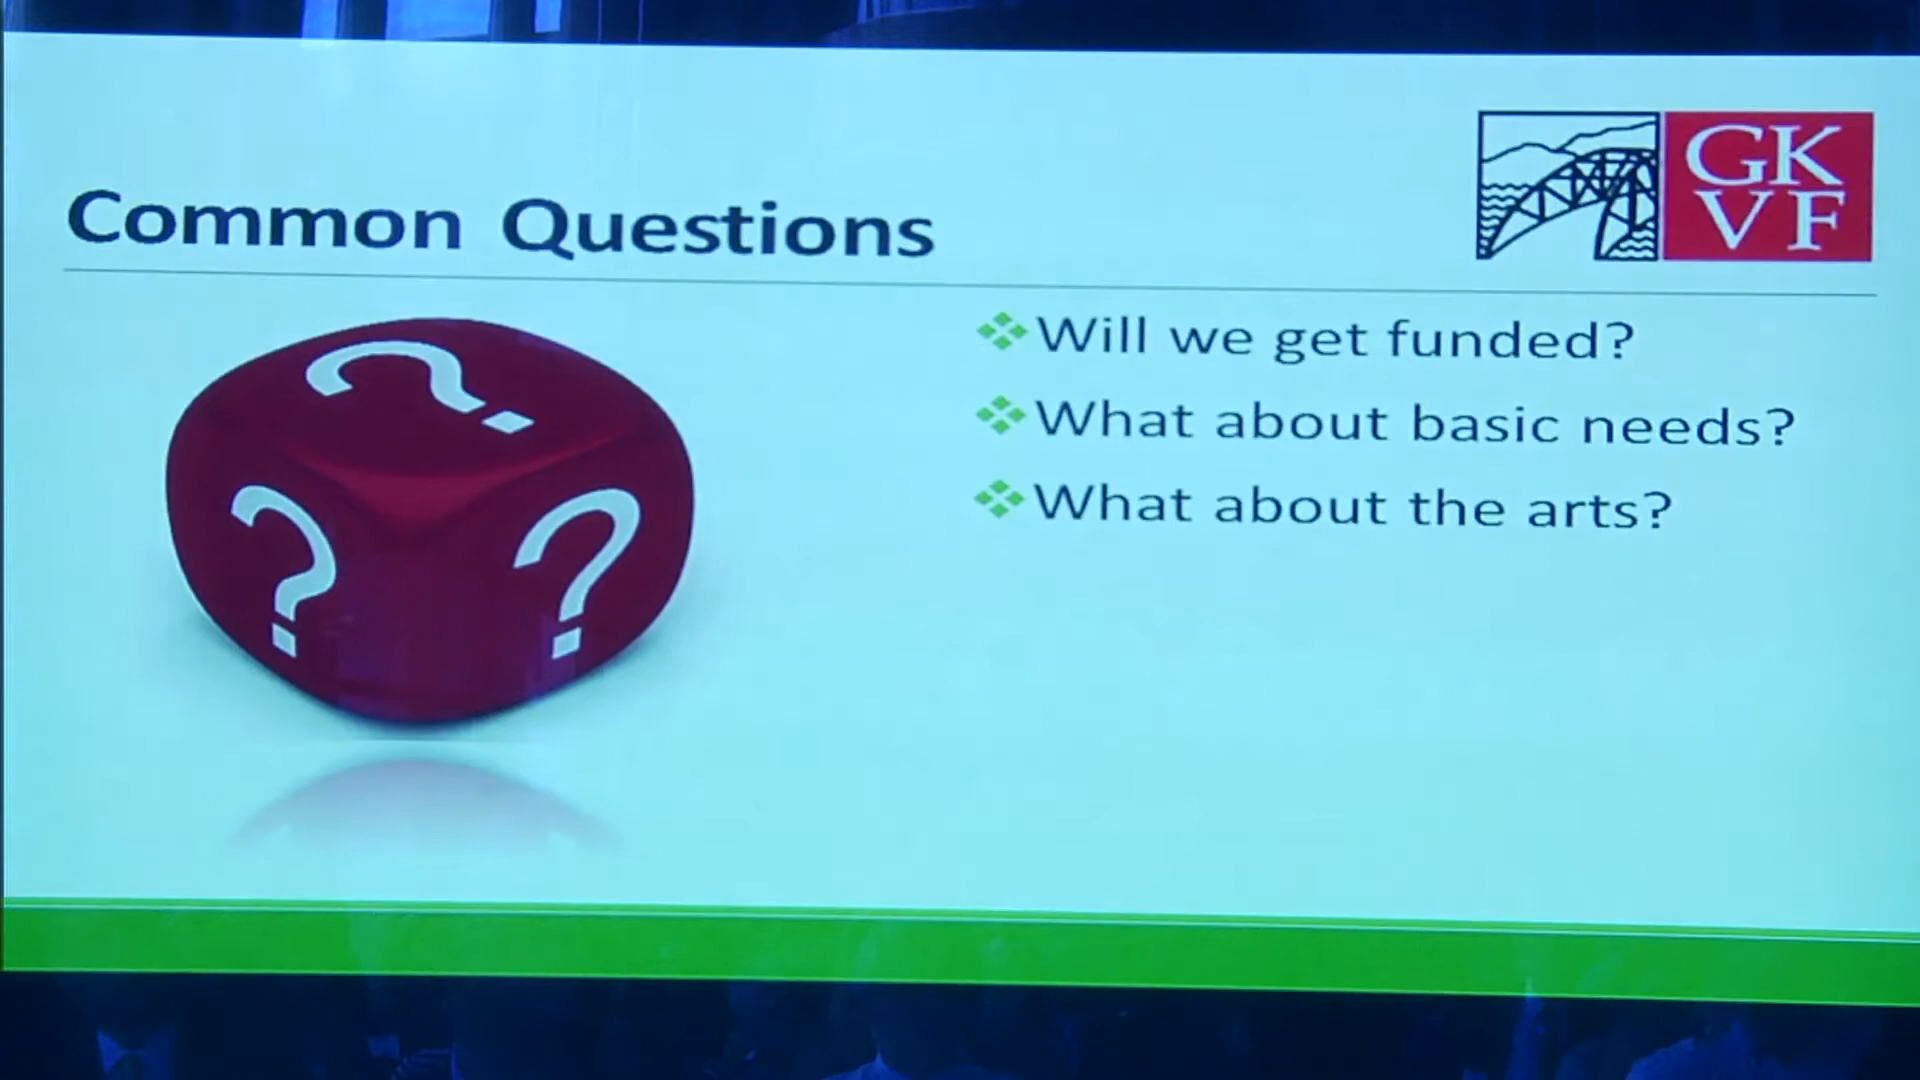 Common Questions
GK
VF
?
?
?
Will we get funded?
What about basic needs?
What about the arts?